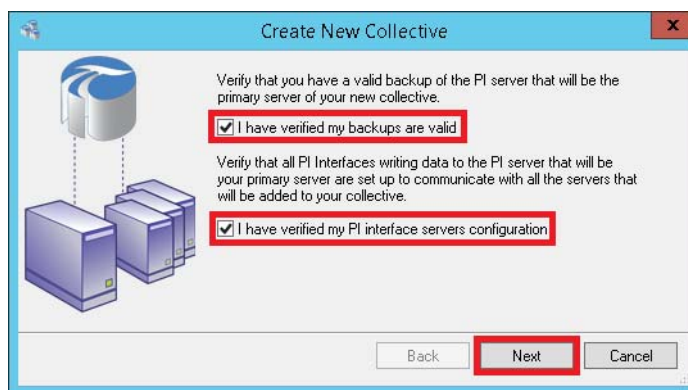 Create New Collective
x
Verify that you have a valid backup of the PI server that will be the
primary server of your new collective.
I have verified my backups are valid
Verify that all PI Interfaces writing data to the PI server that will be
your primary server are set up to communicate with all the servers that
will be added to your collective.
I have verified my PI interface servers configuration
Back
Next
Cancel